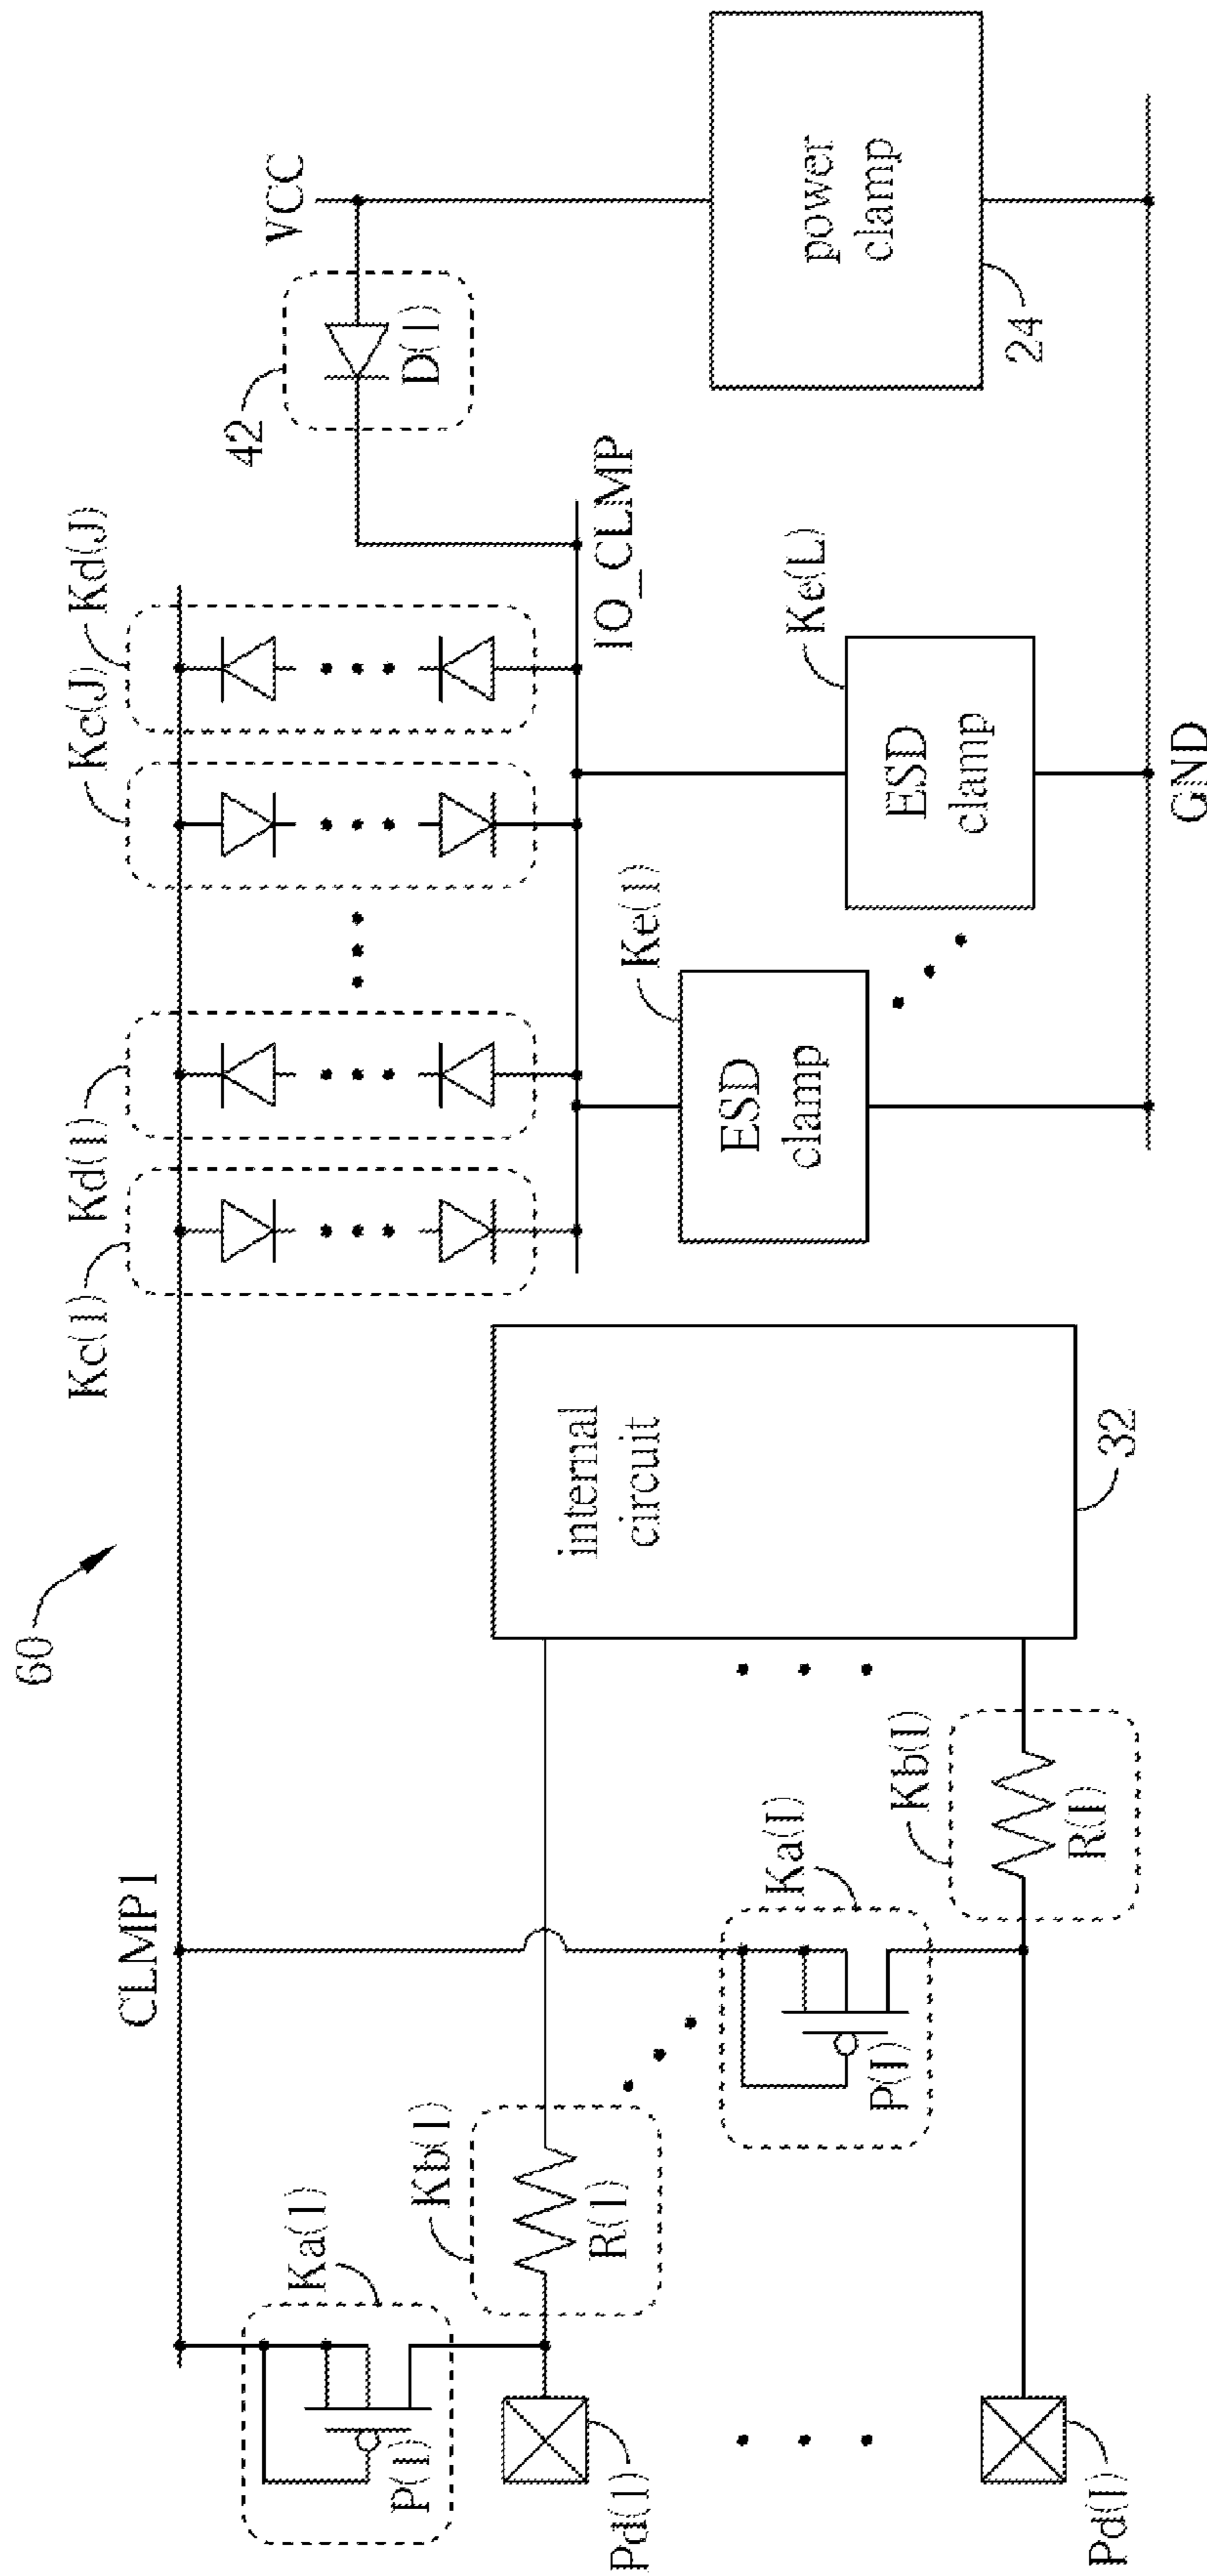 60
CLMP1
Ka(1)
P(1)
Kb(1)
R(1)
Pd(1)
Ka(I)
P(I)
Kb(I)
R(I)
Pd(I)
internal
circuit
32
Kc(1)
Kd(1)
Kc(J)
Kd(J)
42
D(1)
VCC
IO_CLMP
Ke(1)
ESD
clamp
Ke(L)
ESD
clamp
power
clamp
24
GND